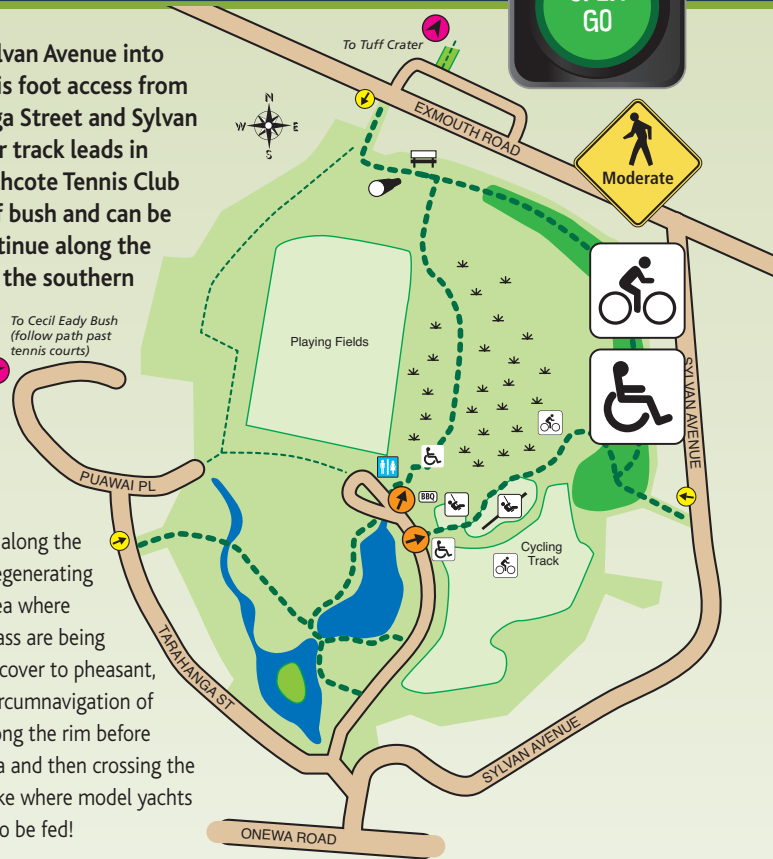 GO
lvan Avenue into
is foot access from
ga Street and Sylvan
r track leads in
thcote Tennis Club
f bush and can be
tinue along the
the southern
To Tuff Crater
EXMOUTH ROAD
N
W
E
S
Moderate
To Cecil Eady Bush
(follow path past
tennis courts)
Playing Fields
SYLVAN AVENUE
PUAWAI PL
BBQ
Cycling
Track
along the
egenerating
ea where
ass are being
cover to pheasant,
rcumnavigation of
ong the rim before
a and then crossing the
ke where model yachts
o be fed!
TARAHANGA ST
SYLVAN AVENUE
ONEWA ROAD